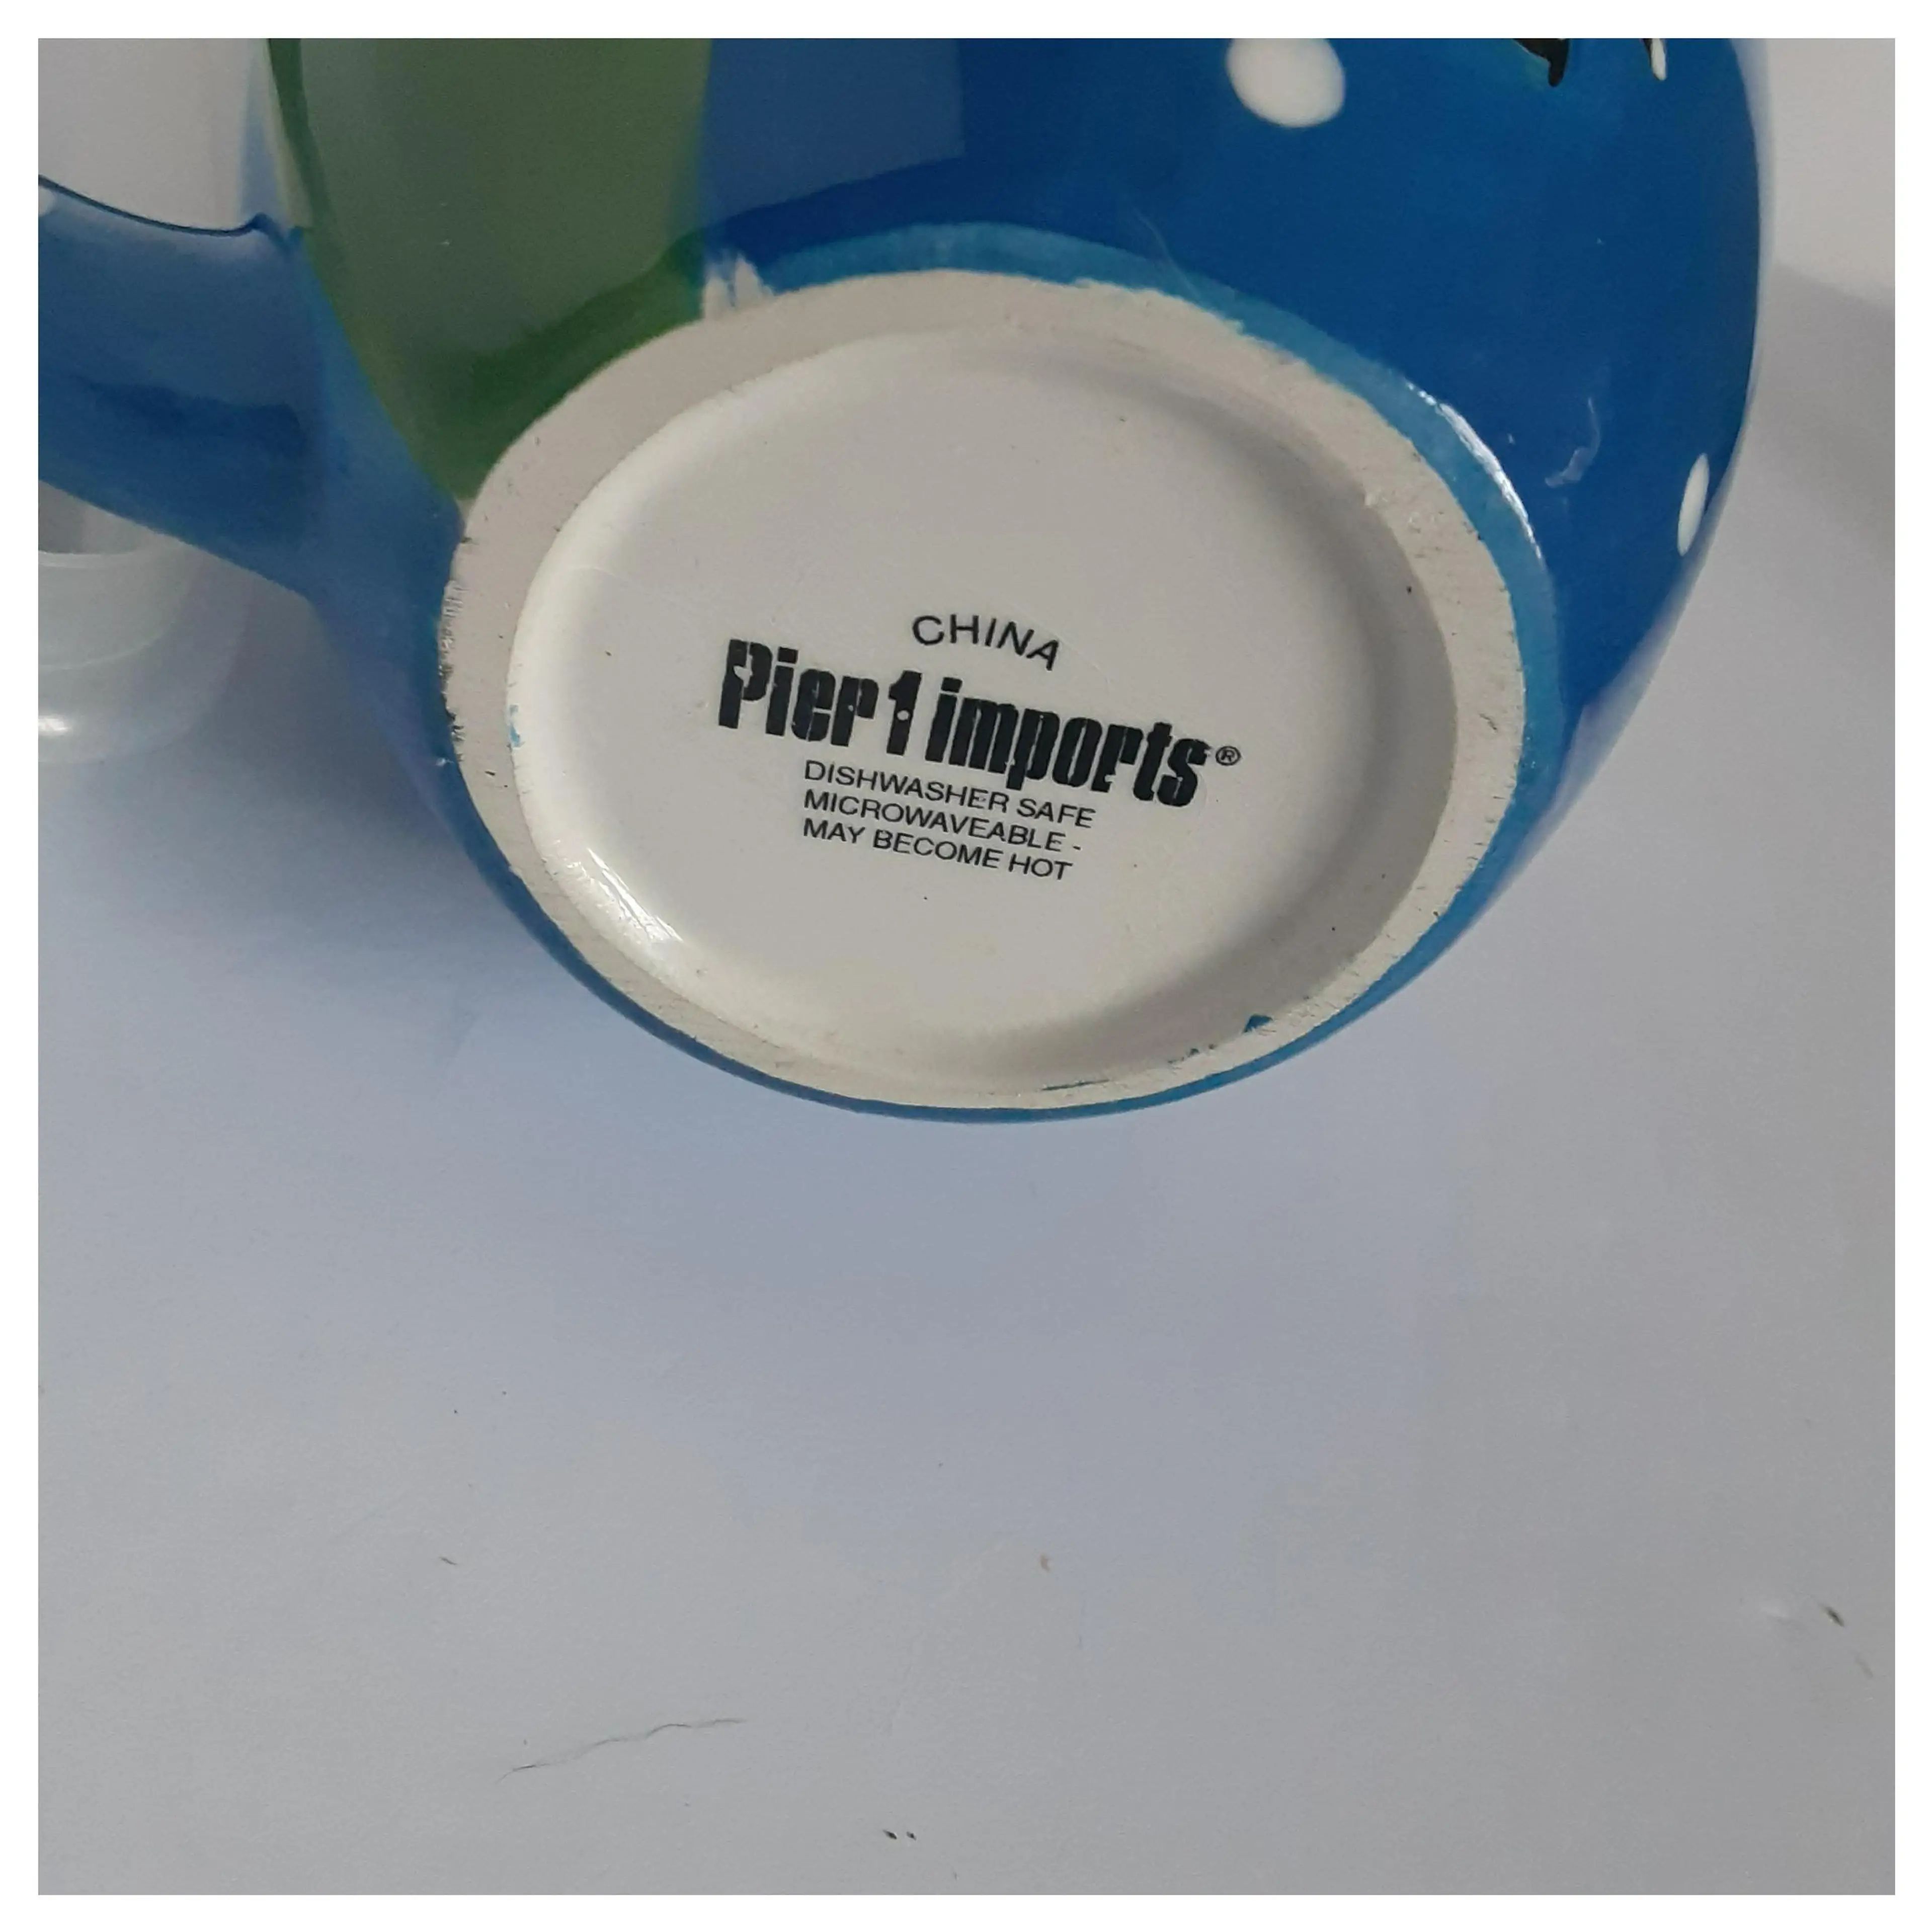 CHINA
Pier 1 imports®
DISHWASHER SAFE
MICROWAVEABLE -
MAY BECOME HOT